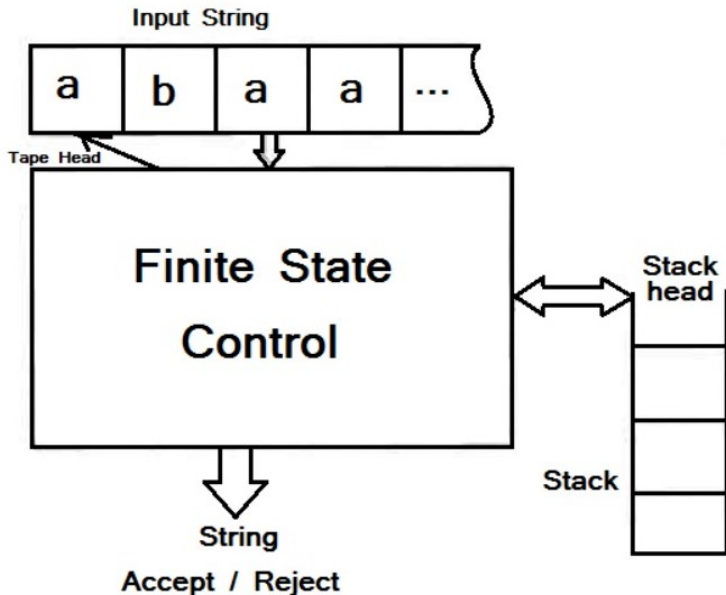 Input String
a b a a ...
Tape Head
Finite State
Control
Stack
head
Stack
String
Accept / Reject